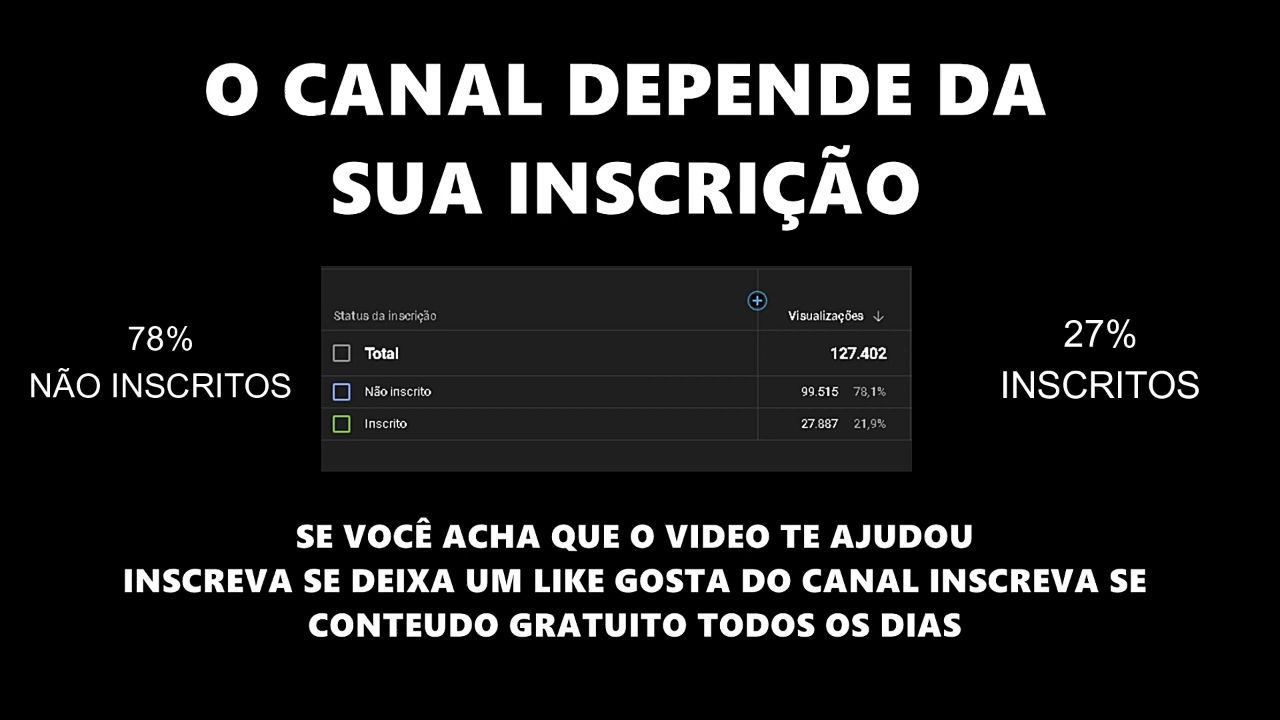 O CANAL DEPENDE DA
SUA INSCRIÇÃO
78%
NÃO INSCRITOS
Status da inscrição
Visualizações ↓
Total 127.402
Não inscrito 99.515 78,1%
Inscrito 27.887 21,9%
27%
INSCRITOS
SE VOCÊ ACHA QUE O VIDEO TE AJUDOU
INSCREVA SE DEIXA UM LIKE GOSTA DO CANAL INSCREVA SE
CONTEUDO GRATUITO TODOS OS DIAS